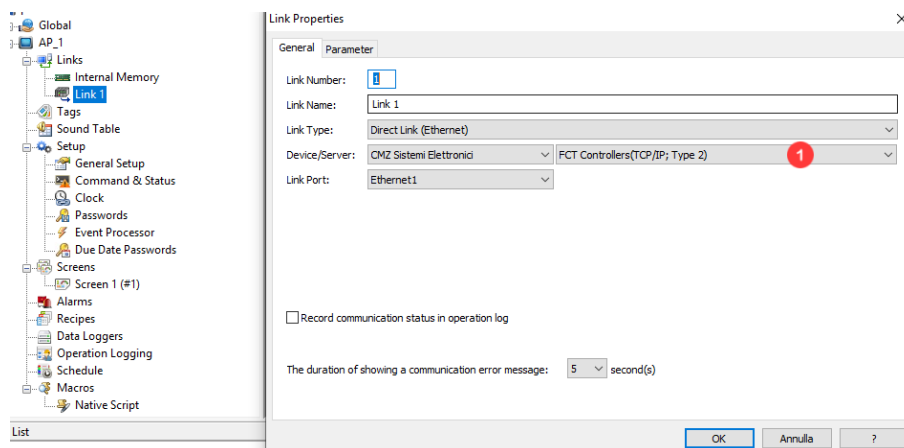 Global
AP_1
Links
Internal Memory
Link 1
Tags
Sound Table
Setup
General Setup
Command & Status
Clock
Passwords
Event Processor
Due Date Passwords
Screens
Screen 1 (#1)
Alarms
Recipes
Data Loggers
Operation Logging
Schedule
Macros
Native Script
List
Link Properties
General Parameter
Link Number: 1
Link Name: Link 1
Link Type: Direct Link (Ethernet)
Device/Server: CMZ Sistemi Elettronici FCT Controllers(TCP/IP; Type 2) 1
Link Port: Ethernet1
Record communication status in operation log
The duration of showing a communication error message: 5 second(s)
OK Annulla ?